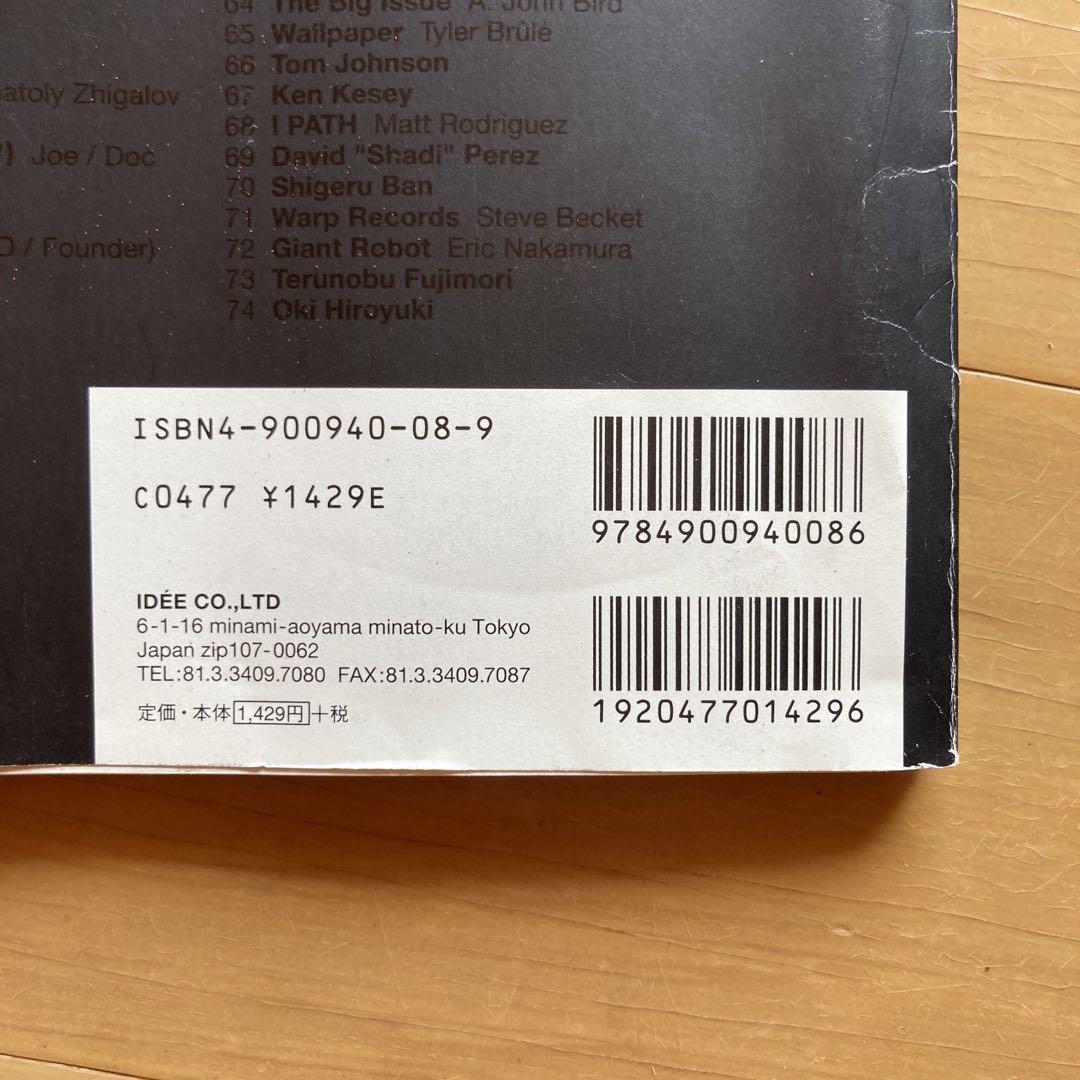 64 The Big Issue A. John Bird
65 Wallpaper Tyler Brûlé
66 Tom Johnson
67 Ken Kesey
68 I PATH Matt Rodriguez
69 David "Shadi" Perez
70 Shigeru Ban
71 Warp Records Steve Becket
72 Giant Robot Eric Nakamura
73 Terunobu Fujimori
74 Oki Hiroyuki
Zhigalov
Joe / Doc
/ Founder)
ISBN4-900940-08-9
C0477 ¥1429E
9784900940086
IDÉE CO.,LTD
6-1-16 minami-aoyama minato-ku Tokyo
Japan zip107-0062
TEL:81.3.3409.7080 FAX:81.3.3409.7087
定価・本体1,429円+税
1920477014296